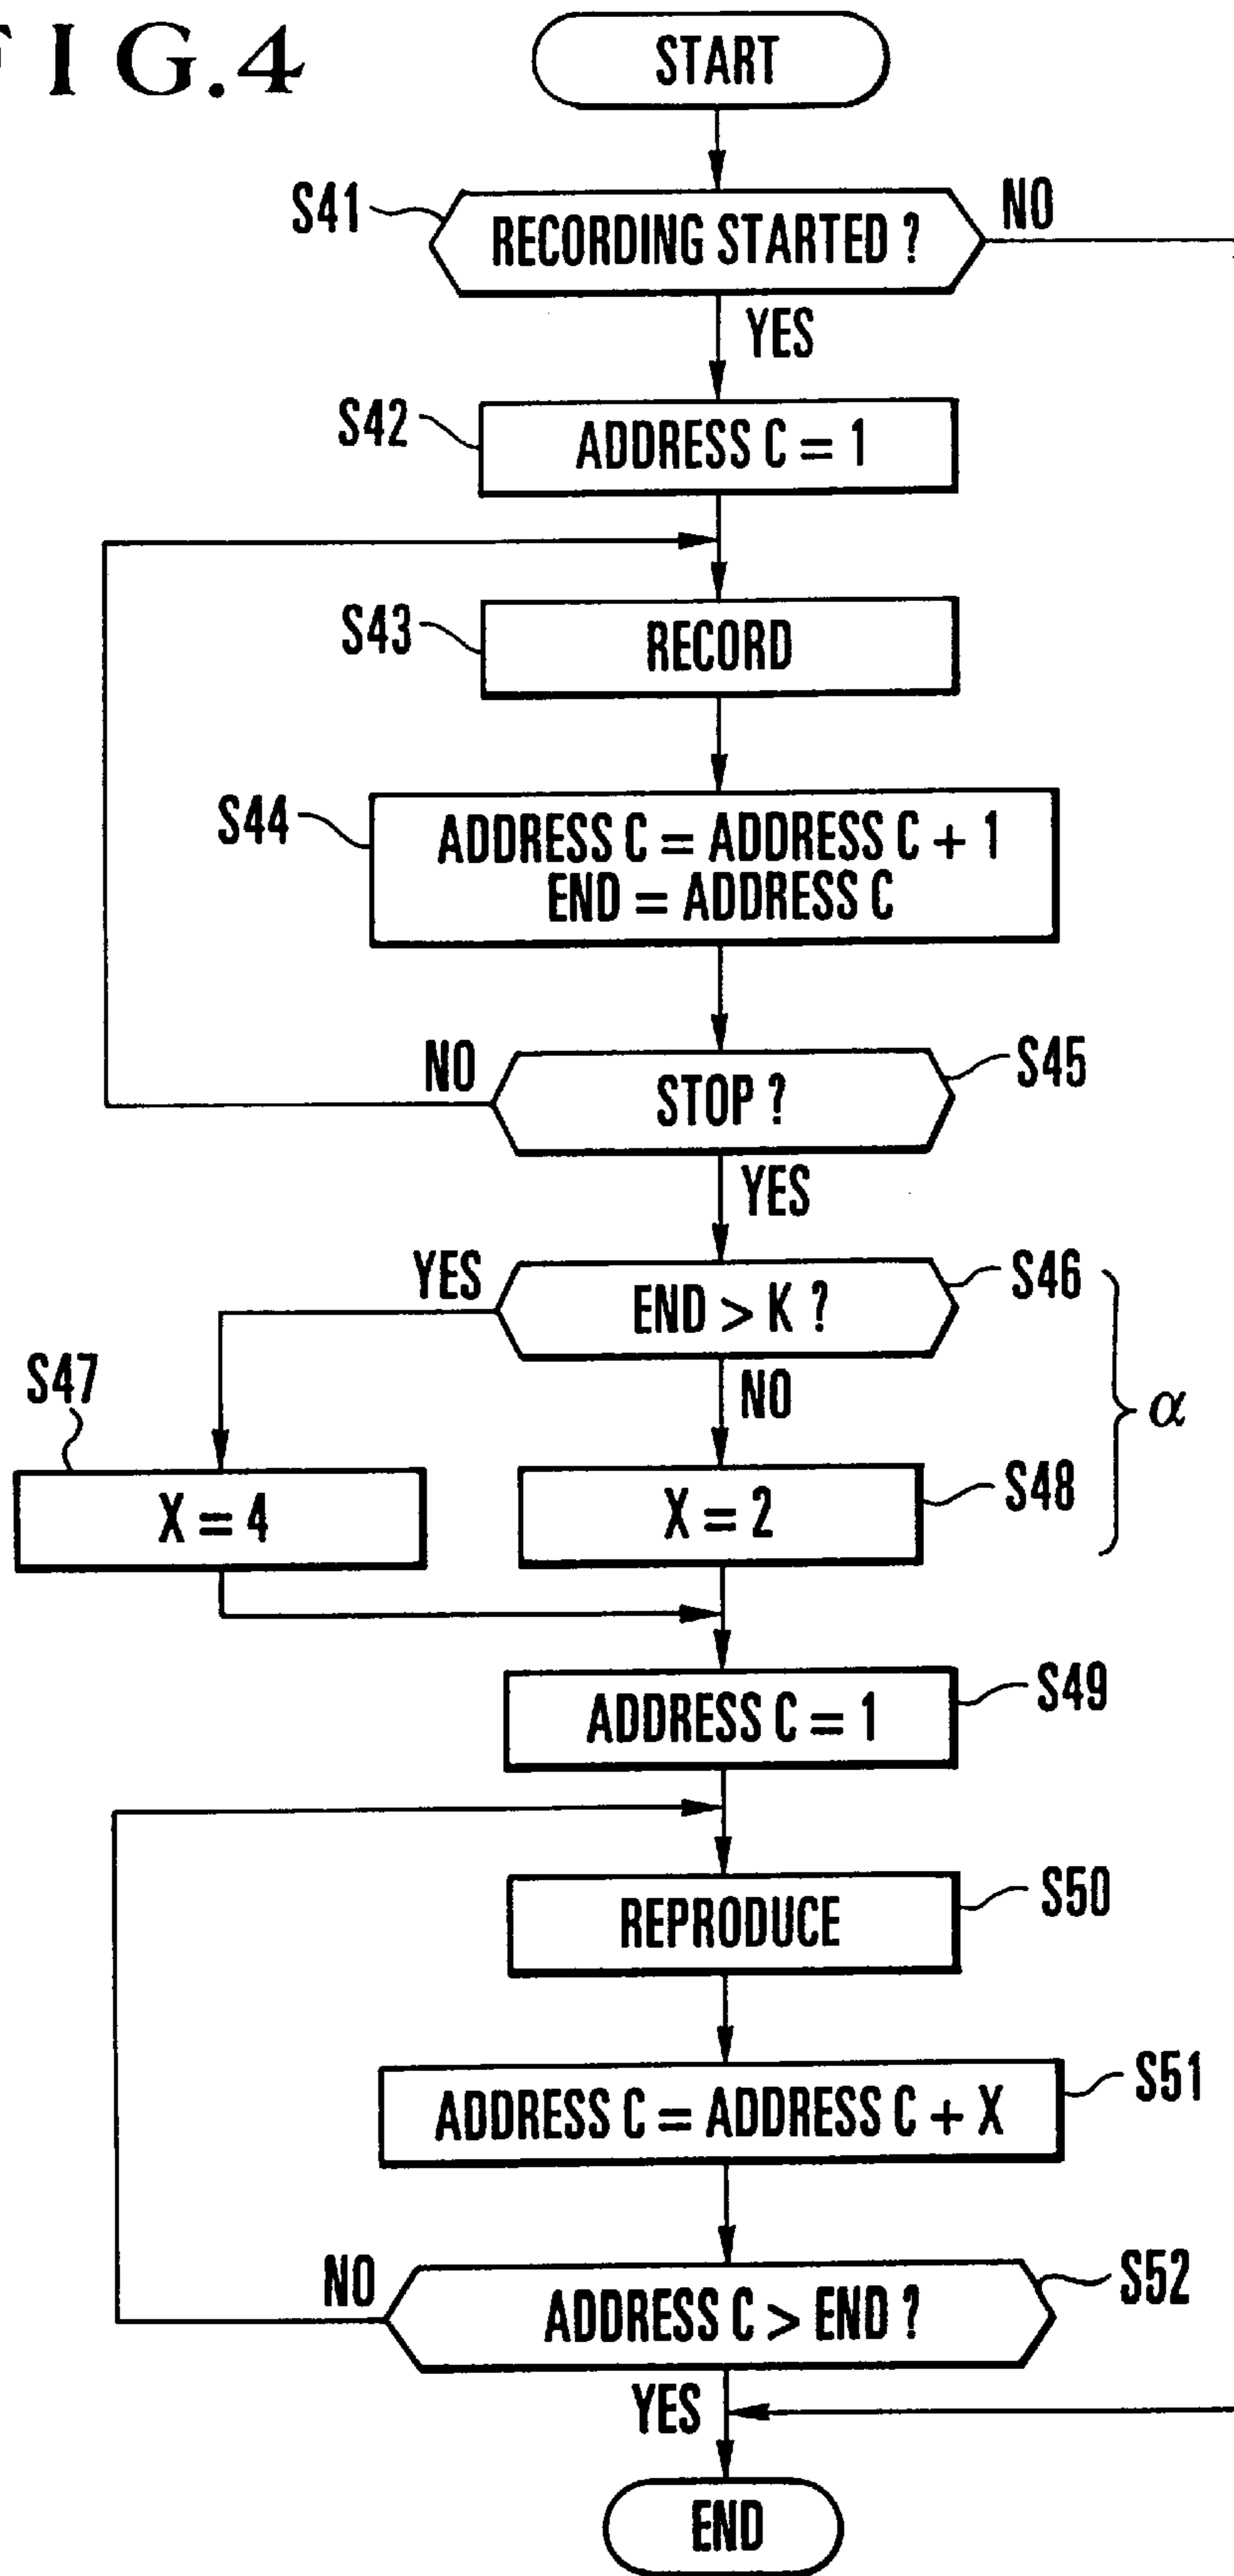 F I G.4
START
S41
RECORDING STARTED ?
NO
YES
S42
ADDRESS C = 1
S43
RECORD
S44
ADDRESS C = ADDRESS C + 1
END = ADDRESS C
NO
STOP ?
S45
YES
YES
END > K ?
S46
NO
α
S47
X = 4
X = 2
S48
ADDRESS C = 1
S49
REPRODUCE
S50
ADDRESS C = ADDRESS C + X
S51
NO
ADDRESS C > END ?
S52
YES
END